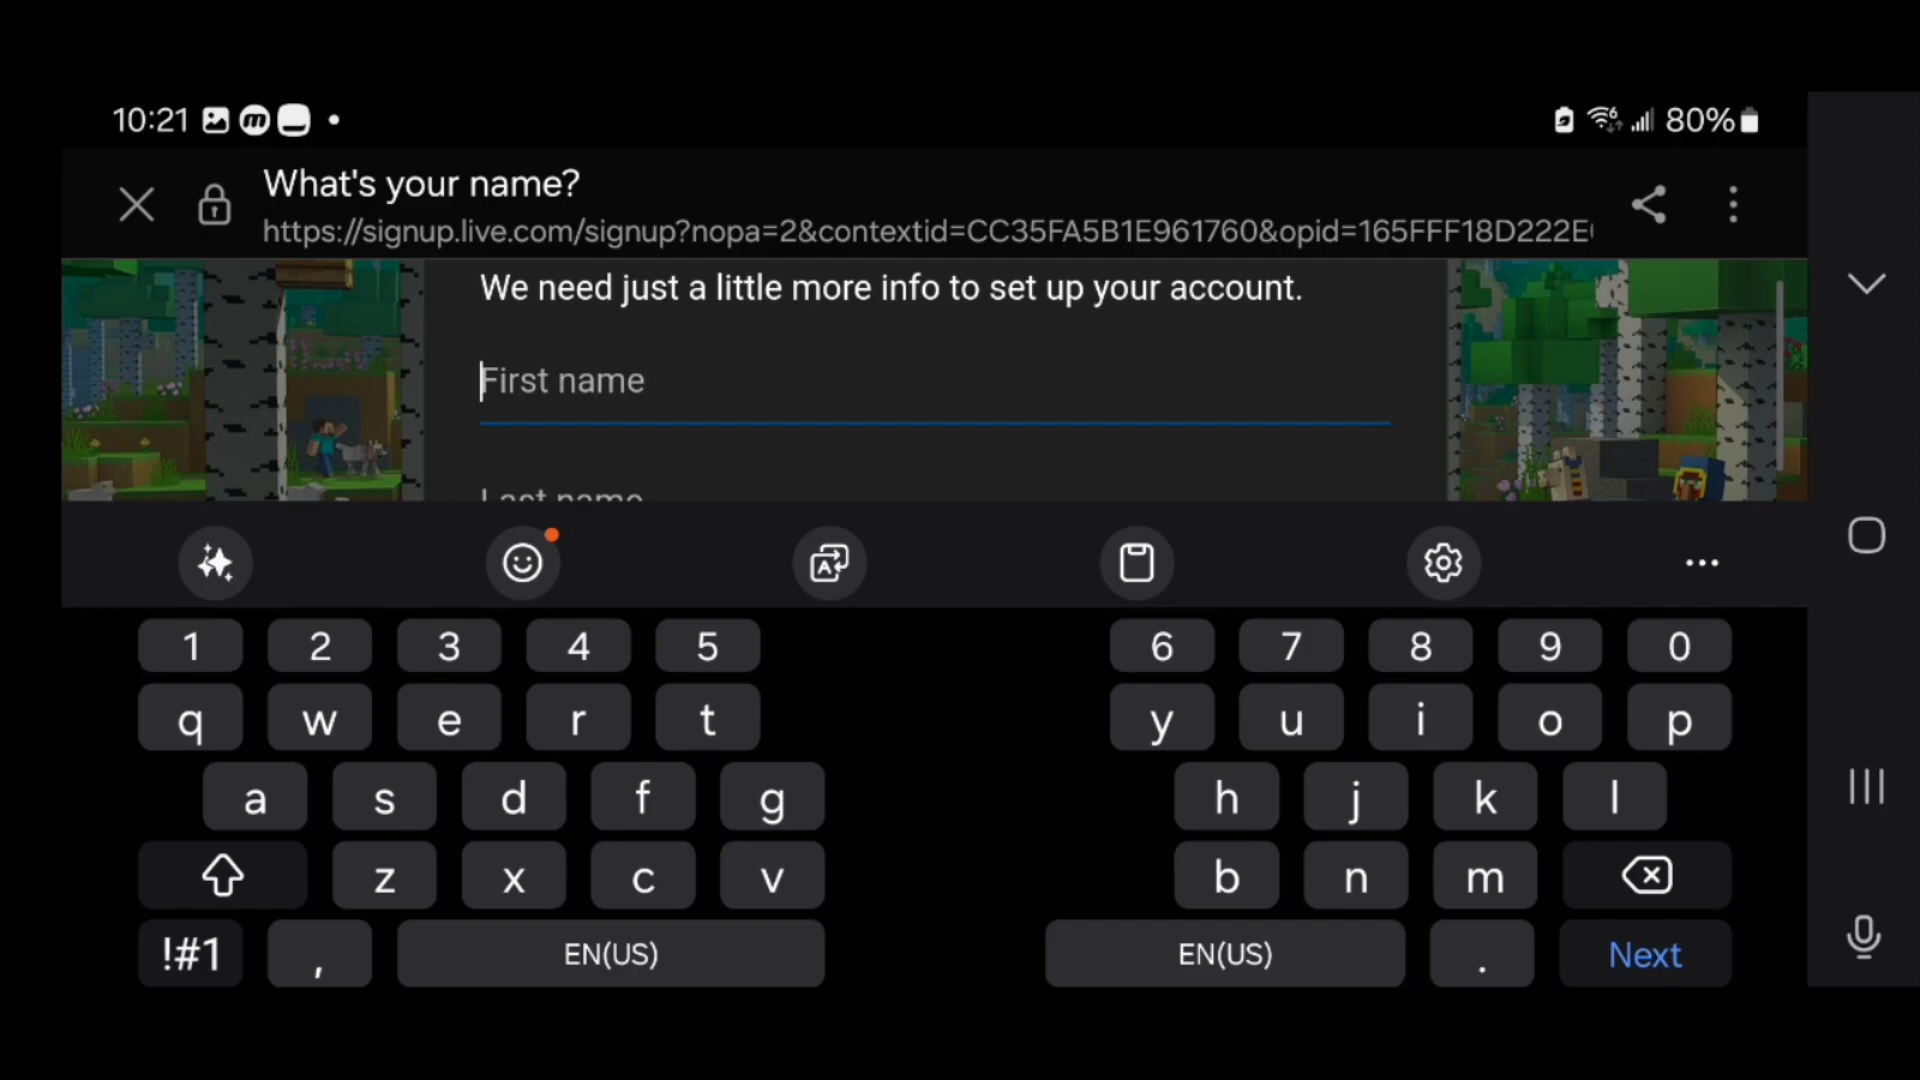 10:21
80%
What's your name?
https://signup.live.com/signup?nopa=2&contextid=CC35FA5B1E961760&opid=165FFF18D222E
We need just a little more info to set up your account.
First name
Last name
1 2 3 4 5 6 7 8 9 0
q w e r t y u i o p
a s d f g h j k l
z x c v b n m
!#1 , EN(US) EN(US) . Next